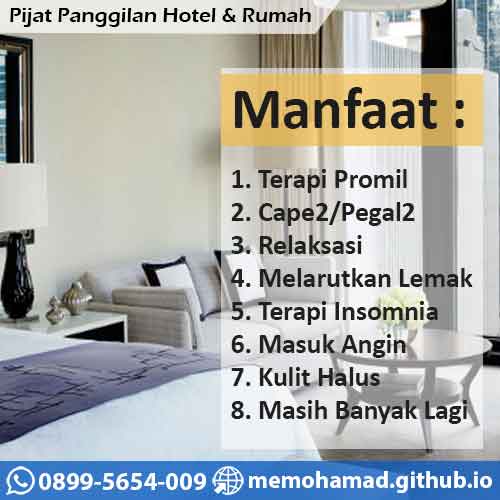 Pijat Panggilan Hotel & Rumah
Manfaat :
1. Terapi Promil
2. Cape2/Pegal2
3. Relaksasi
4. Melarutkan Lemak
5. Terapi Insomnia
6. Masuk Angin
7. Kulit Halus
8. Masih Banyak Lagi
0899-5654-009 memohamad.github.io